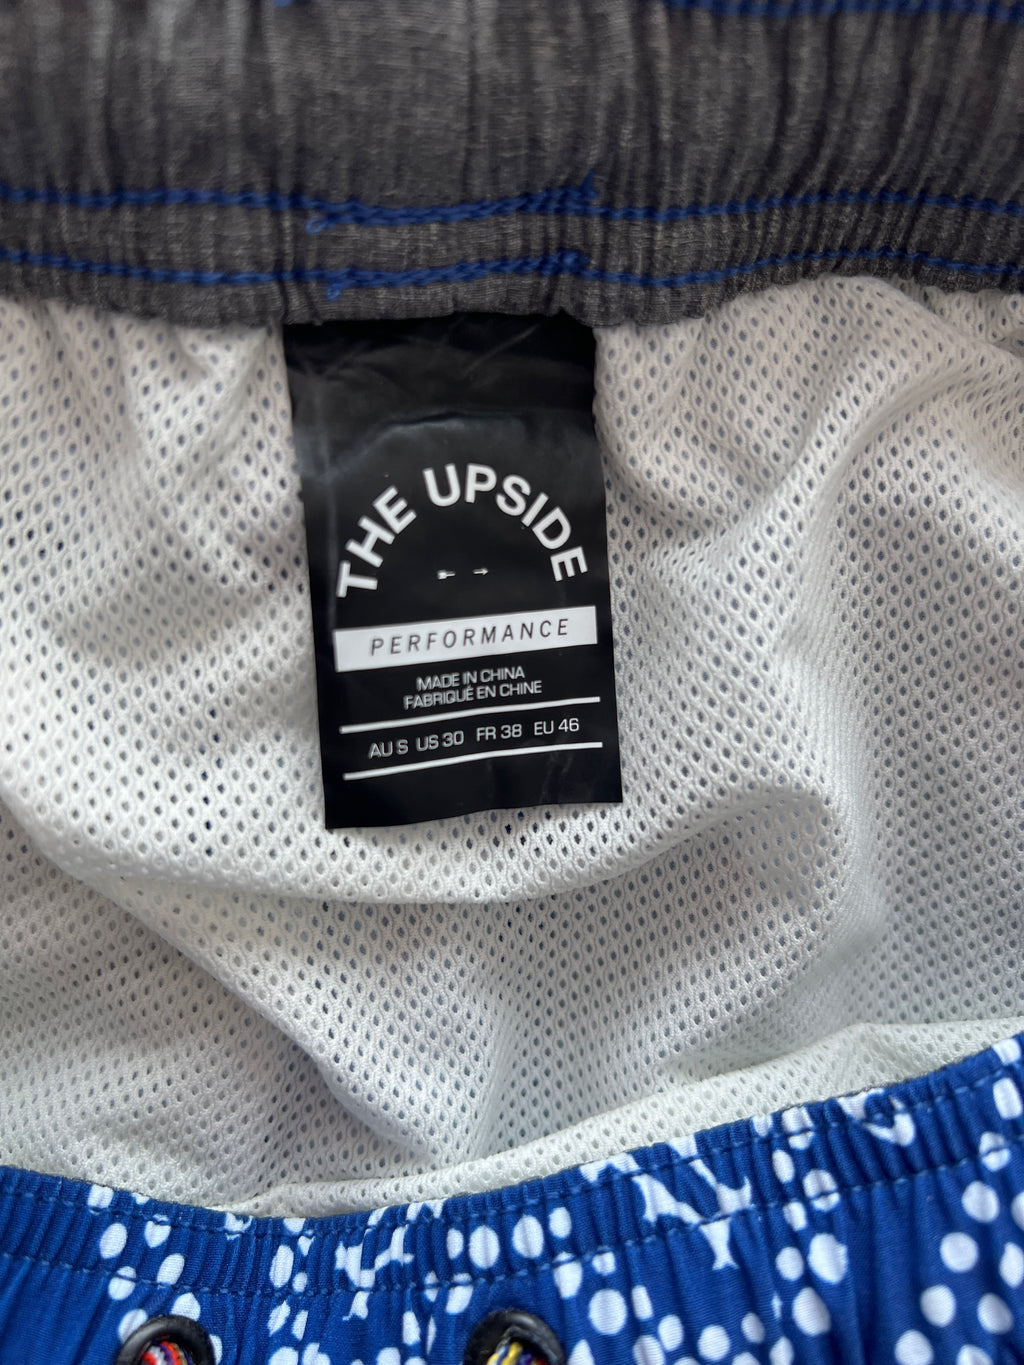 THE UPSIDE
PERFORMANCE
MADE IN CHINA
FABRIQUÉ EN CHINE
AU S US 30 FR 38 EU 46